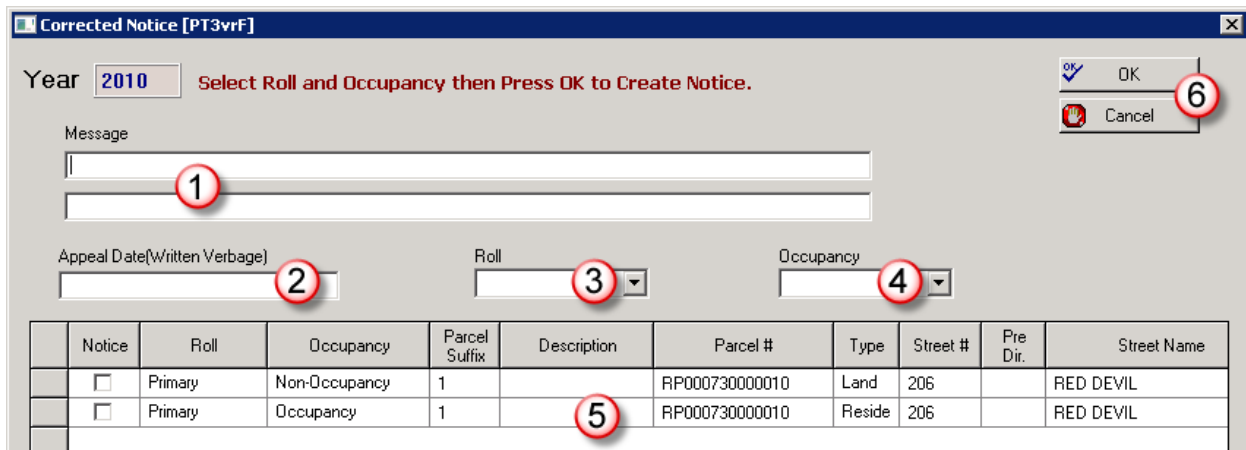 Corrected Notice [PT3vrF]
Year 2010 Select Roll and Occupancy then Press OK to Create Notice.
OK OK
6
Cancel
Message
1
Appeal Date(Written Verbage) Roll Occupancy
2 3 4
Notice Roll Occupancy Parcel Suffix Description Parcel # Type Street # Pre Dir. Street Name
Primary Non-Occupancy 1 RP000730000010 Land 206 RED DEVIL
Primary Occupancy 1 RP000730000010 Reside 206 RED DEVIL
5